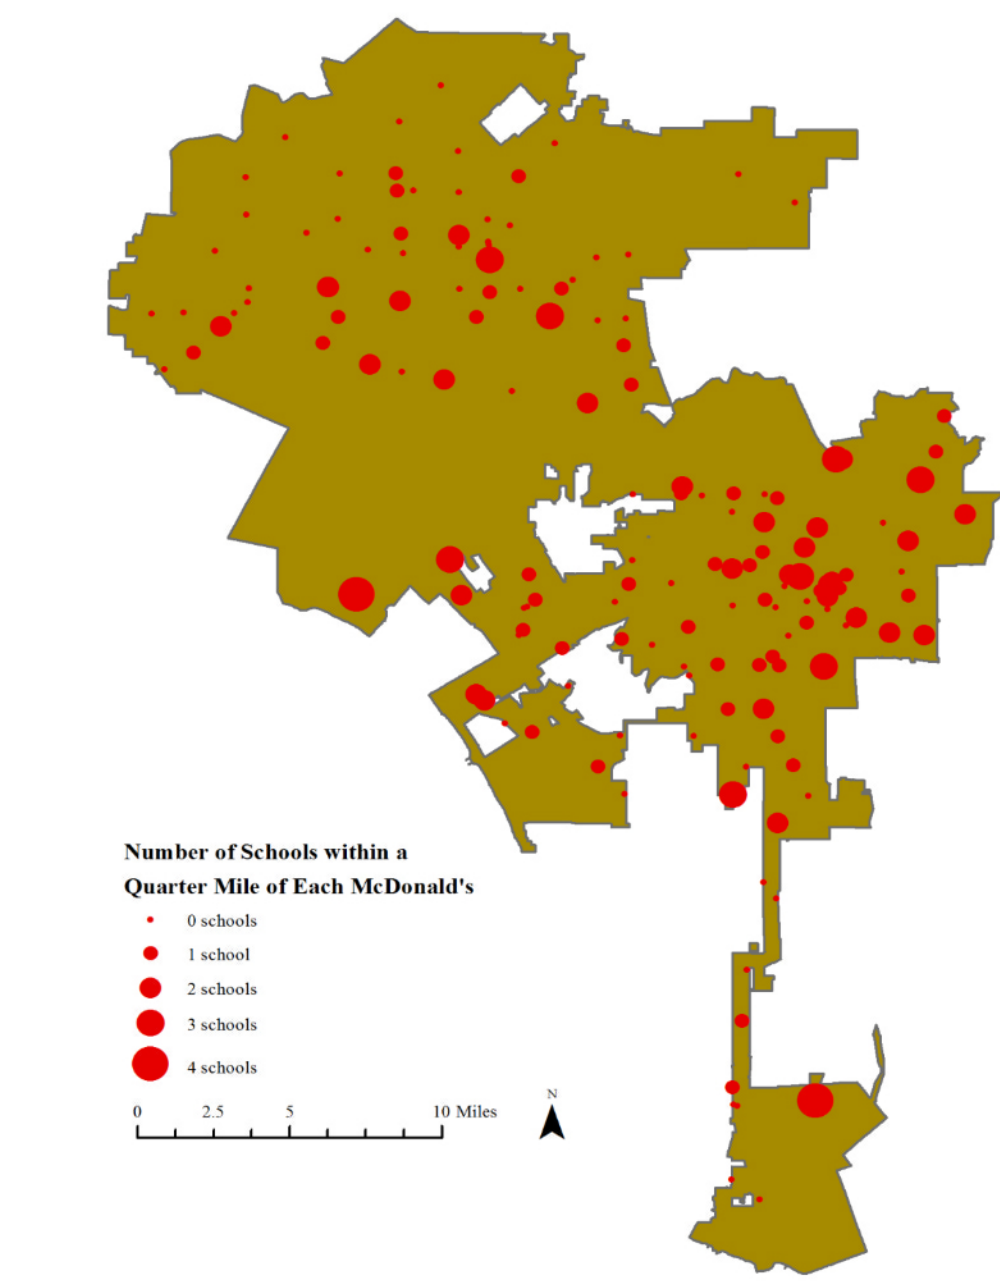 Number of Schools within a
Quarter Mile of Each McDonald's
0 schools
1 school
2 schools
3 schools
4 schools
0 2.5 5 10 Miles
N